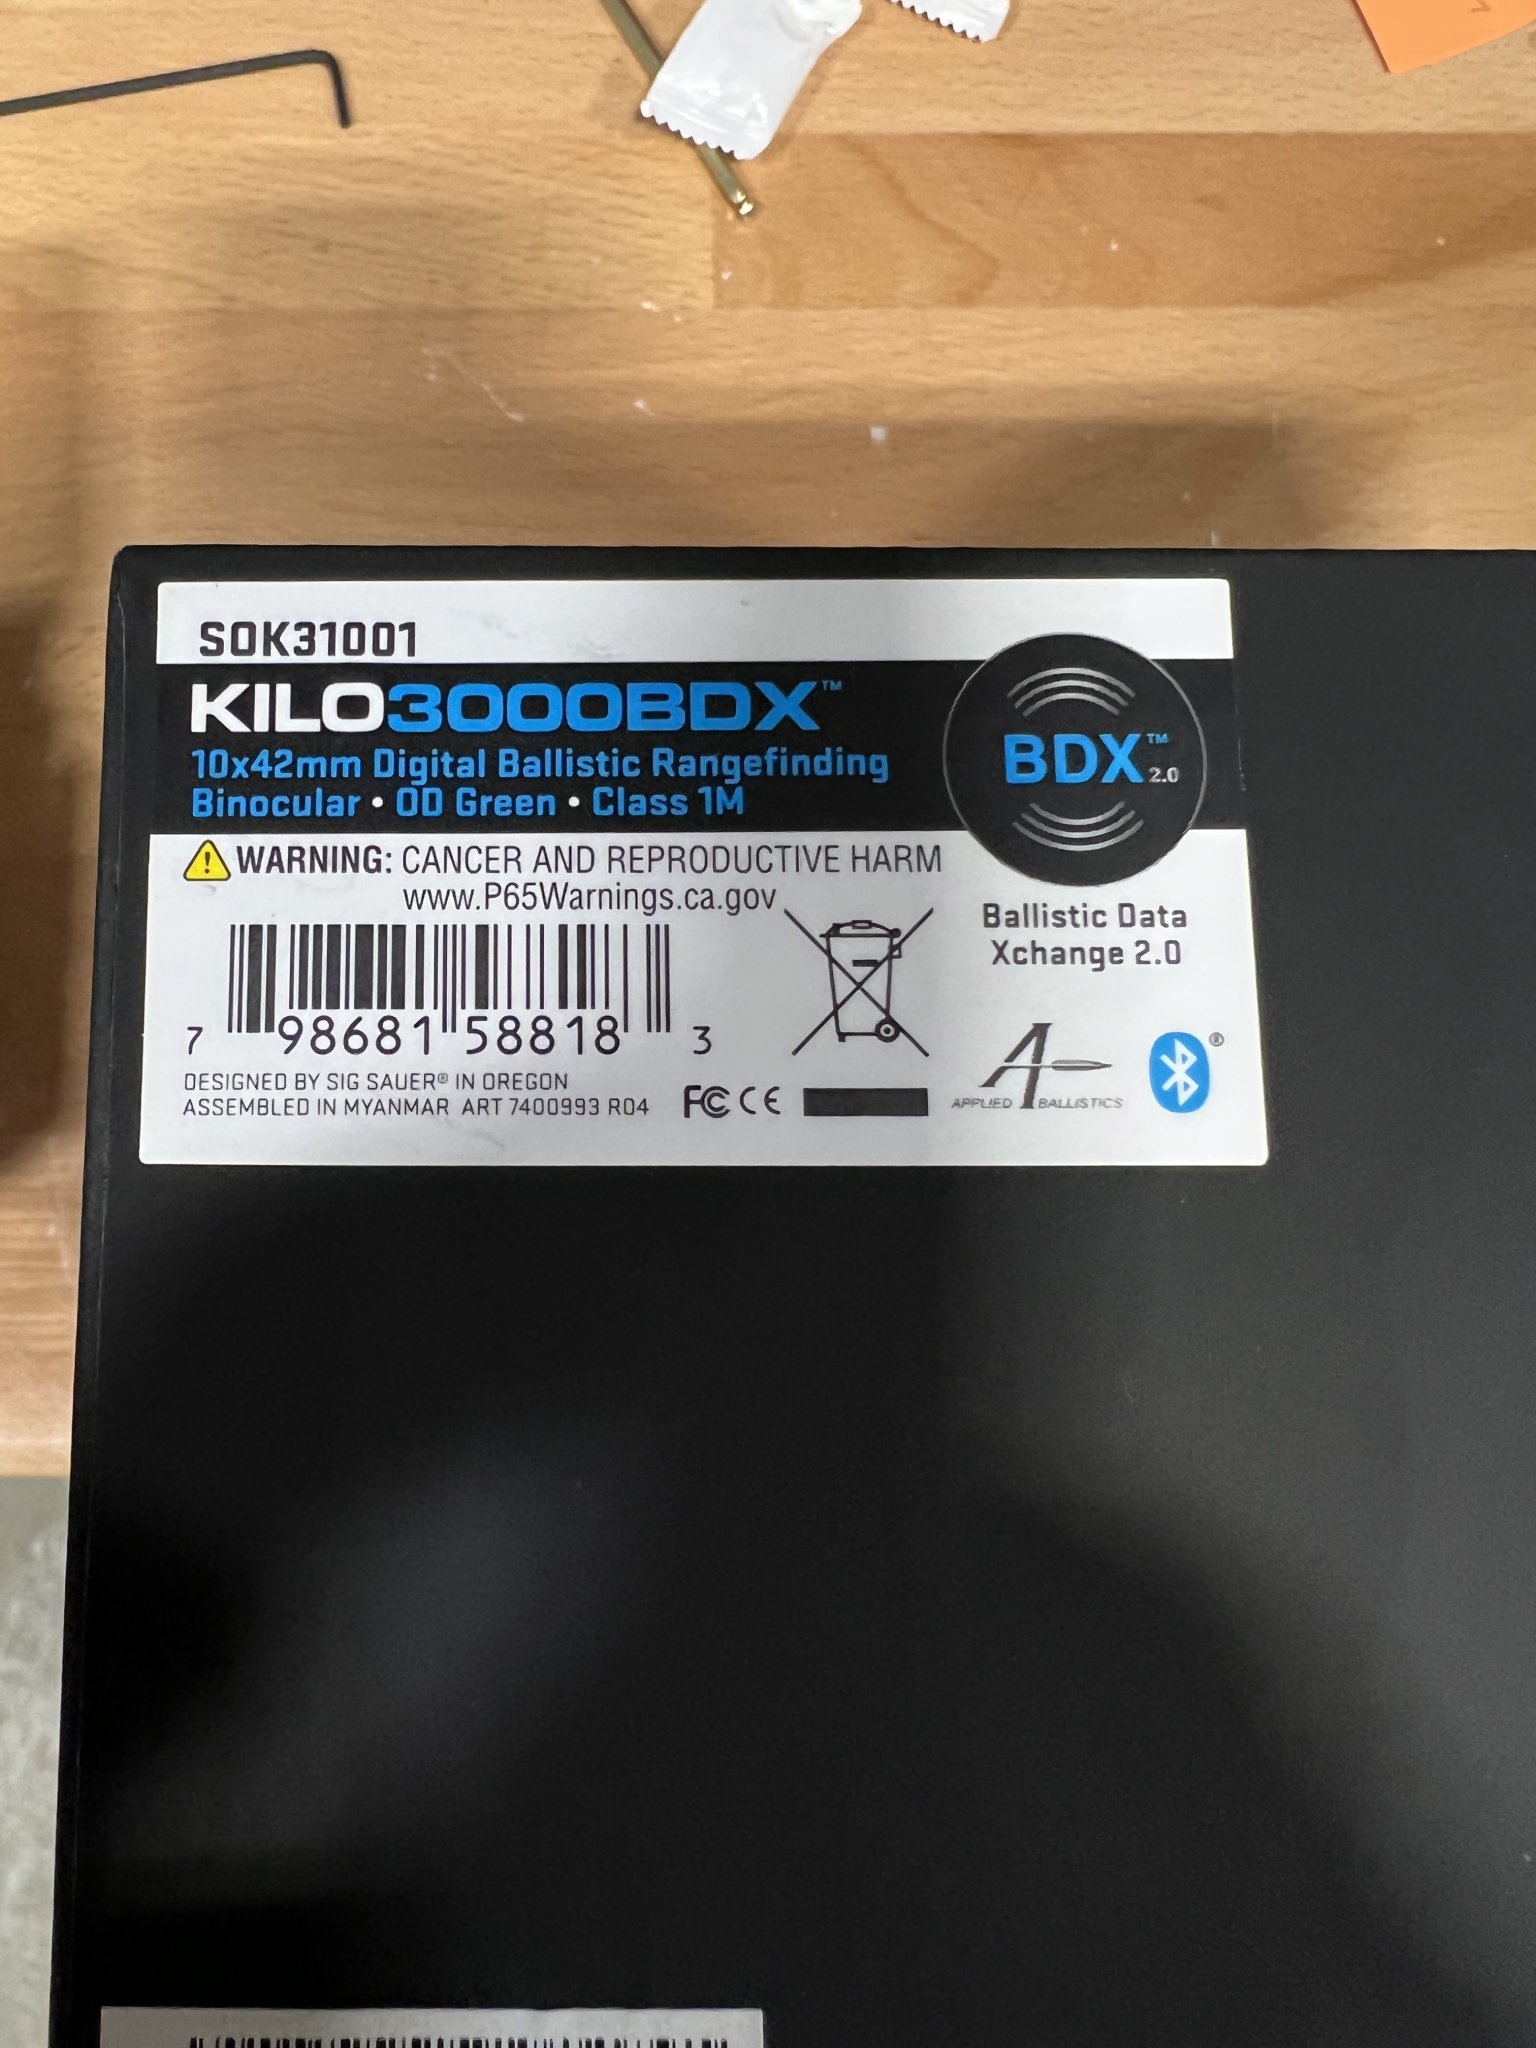 SOK31001
KILO3000BDX™
10x42mm Digital Ballistic Rangefinding
Binocular • OD Green • Class 1M
BDX™ 2.0
WARNING: CANCER AND REPRODUCTIVE HARM
www.P65Warnings.ca.gov
Ballistic Data
Xchange 2.0
7 98681 58818 3
DESIGNED BY SIG SAUER® IN OREGON
ASSEMBLED IN MYANMAR ART 7400993 R04
FC CE
A
APPLIED BALLISTICS
®